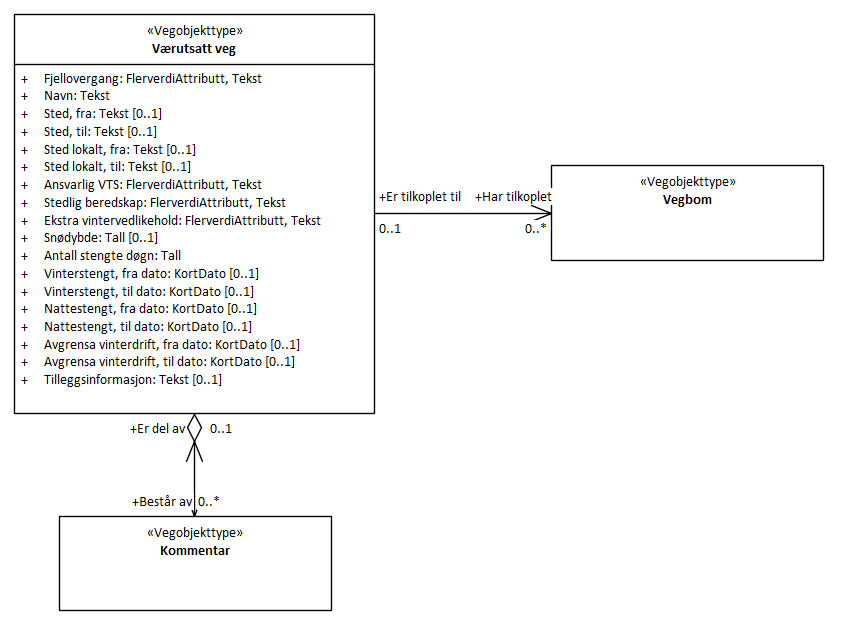 «Vegobjekttype»
Værutsatt veg
+ Fjellovergang: FlerverdiAttributt, Tekst
+ Navn: Tekst
+ Sted, fra: Tekst [0..1]
+ Sted, til: Tekst [0..1]
+ Sted lokalt, fra: Tekst [0..1]
+ Sted lokalt, til: Tekst [0..1]
+ Ansvarlig VTS: FlerverdiAttributt, Tekst
+ Stedlig beredskap: FlerverdiAttributt, Tekst
+ Ekstra vintervedlikehold: FlerverdiAttributt, Tekst
+ Snødybde: Tall [0..1]
+ Antall stengte døgn: Tall
+ Vinterstengt, fra dato: KortDato [0..1]
+ Vinterstengt, til dato: KortDato [0..1]
+ Nattestengt, fra dato: KortDato [0..1]
+ Nattestengt, til dato: KortDato [0..1]
+ Avgrensa vinterdrift, fra dato: KortDato [0..1]
+ Avgrensa vinterdrift, til dato: KortDato [0..1]
+ Tilleggsinformasjon: Tekst [0..1]
+Er tilkoplet til +Har tilkoplet
0..1 0..*
«Vegobjekttype»
Vegbom
+Er del av 0..1
+Består av 0..*
«Vegobjekttype»
Kommentar